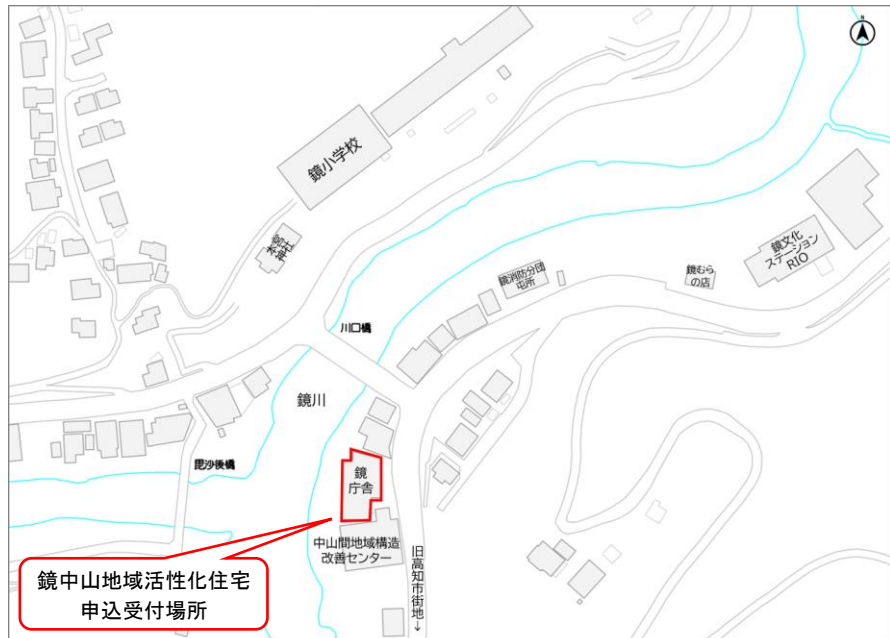 N
鏡小学校
本宮
神社
鏡文化
ステーション
RIO
鏡消防分団
屯所
鏡むら
の店
川口橋
鏡川
毘沙後橋
鏡
庁舎
中山間地域構造
改善センター
旧高知市街地→
鏡中山地域活性化住宅
申込受付場所